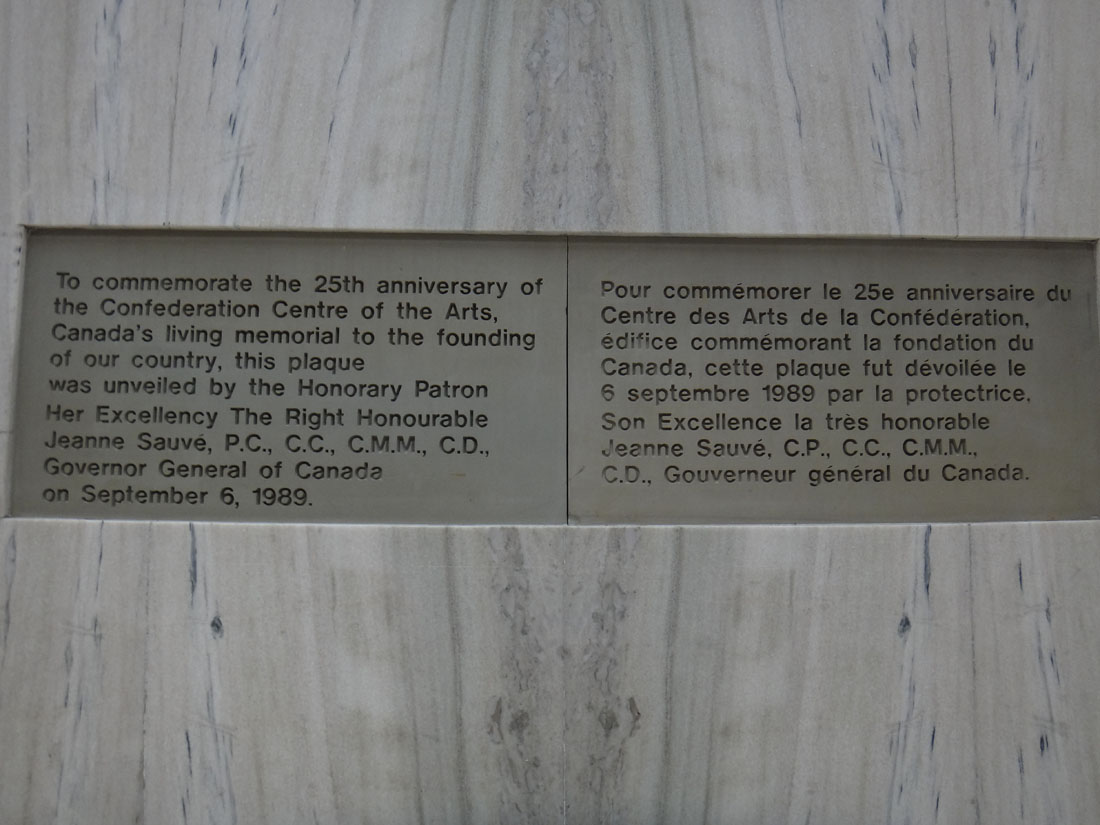 To commemorate the 25th anniversary of
the Confederation Centre of the Arts,
Canada's living memorial to the founding
of our country, this plaque
was unveiled by the Honorary Patron
Her Excellency The Right Honourable
Jeanne Sauvé, P.C., C.C., C.M.M., C.D.,
Governor General of Canada
on September 6, 1989.
Pour commémorer le 25e anniversaire du
Centre des Arts de la Confédération,
édifice commémorant la fondation du
Canada, cette plaque fut dévoilée le
6 septembre 1989 par la protectrice,
Son Excellence la très honorable
Jeanne Sauvé, C.P., C.C., C.M.M.,
C.D., Gouverneur général du Canada.